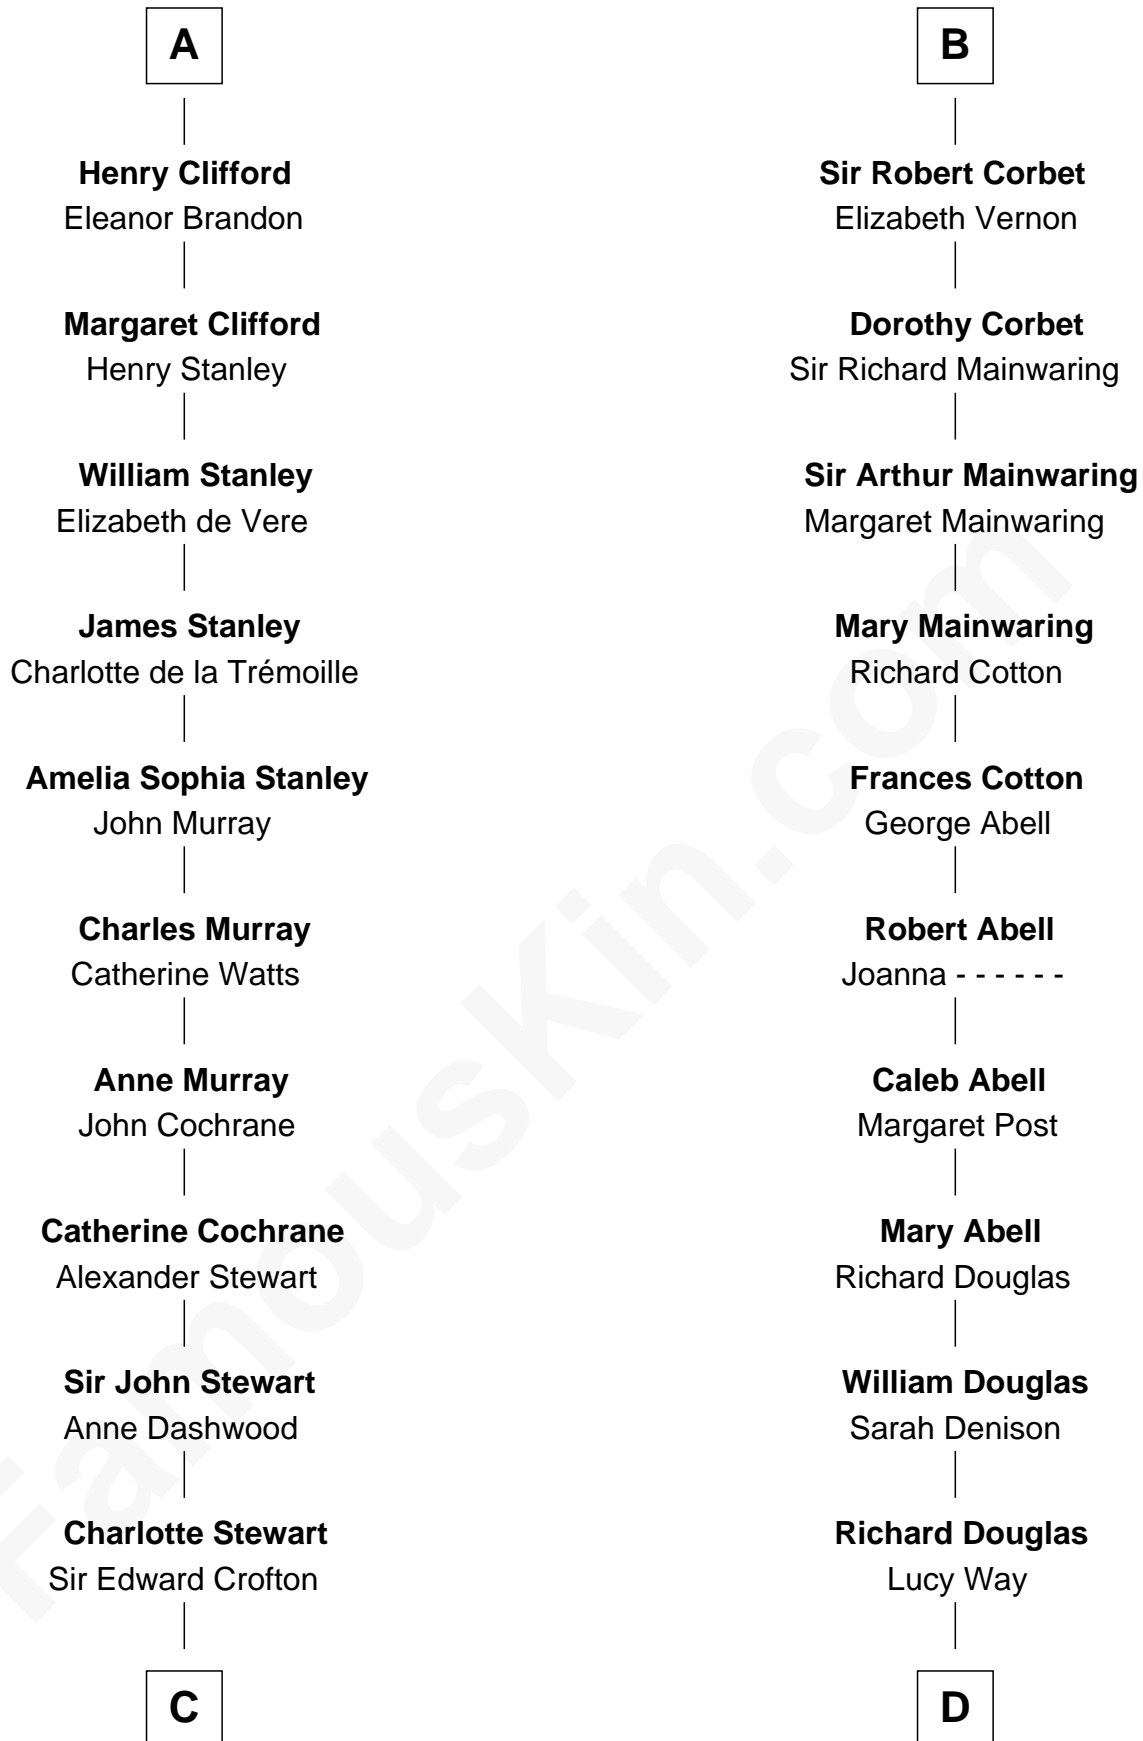 A
Henry Clifford
Eleanor Brandon
Margaret Clifford
Henry Stanley
William Stanley
Elizabeth de Vere
James Stanley
Charlotte de la Trémoille
Amelia Sophia Stanley
John Murray
Charles Murray
Catherine Watts
Anne Murray
John Cochrane
Catherine Cochrane
Alexander Stewart
Sir John Stewart
Anne Dashwood
Charlotte Stewart
Sir Edward Crofton
C
B
Sir Robert Corbet
Elizabeth Vernon
Dorothy Corbet
Sir Richard Mainwaring
Sir Arthur Mainwaring
Margaret Mainwaring
Mary Mainwaring
Richard Cotton
Frances Cotton
George Abell
Robert Abell
Joanna - - - - - -
Caleb Abell
Margaret Post
Mary Abell
Richard Douglas
William Douglas
Sarah Denison
Richard Douglas
Lucy Way
D
FamousKin.com